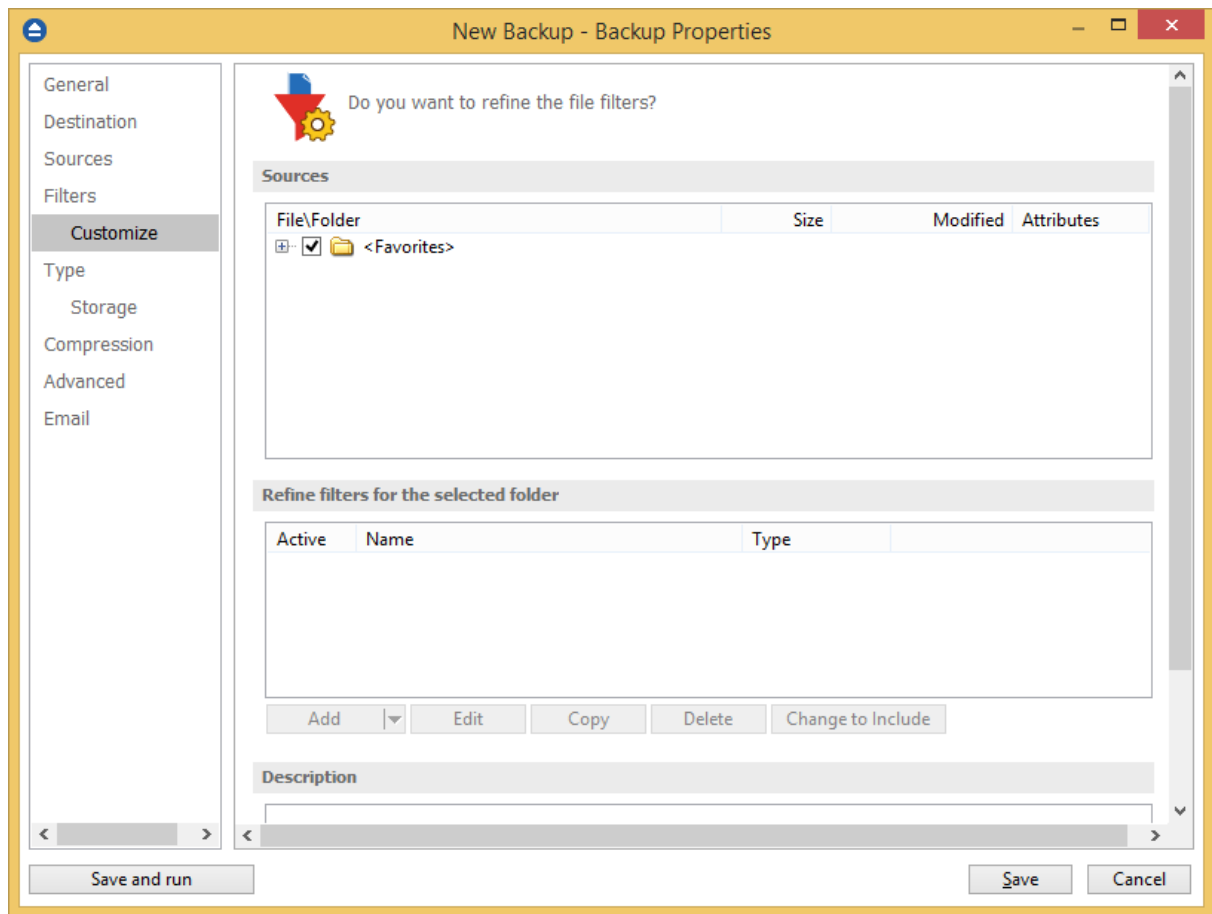 New Backup - Backup Properties
General
Destination
Sources
Filters
Customize
Type
Storage
Compression
Advanced
Email
Do you want to refine the file filters?
Sources
File\Folder Size Modified Attributes
<Favorites>
Refine filters for the selected folder
Active Name Type
Add Edit Copy Delete Change to Include
Description
Save and run Save Cancel